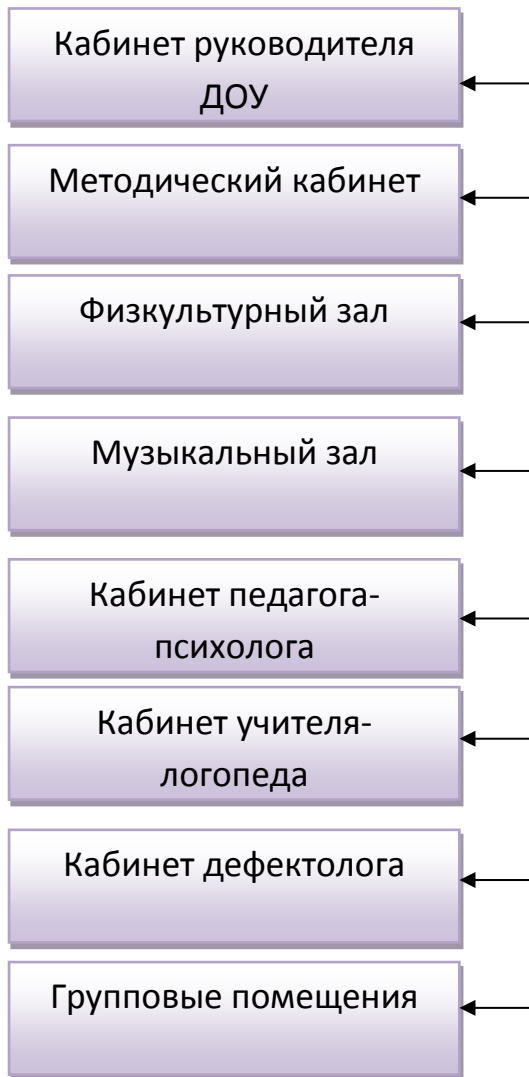 Кабинет руководителя
ДОУ
Методический кабинет
Физкультурный зал
Музыкальный зал
Кабинет педагога-
психолога
Кабинет учителя-
логопеда
Кабинет дефектолога
Групповые помещения